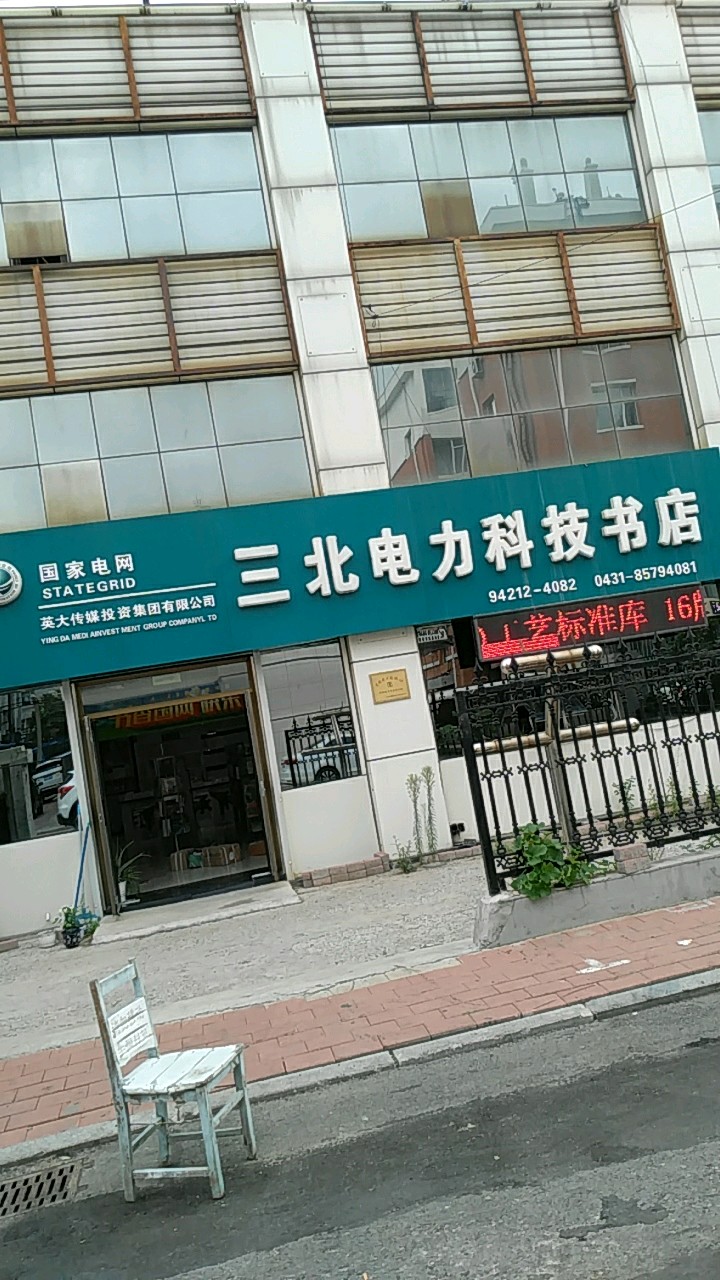 国家电网
STATEGRID
英大传媒投资集团有限公司
YING DA MEDI AINVEST MENT GROUP COMPANYL TD
三北电力科技书店
94212-4082 0431-85794081
工艺标准库 16